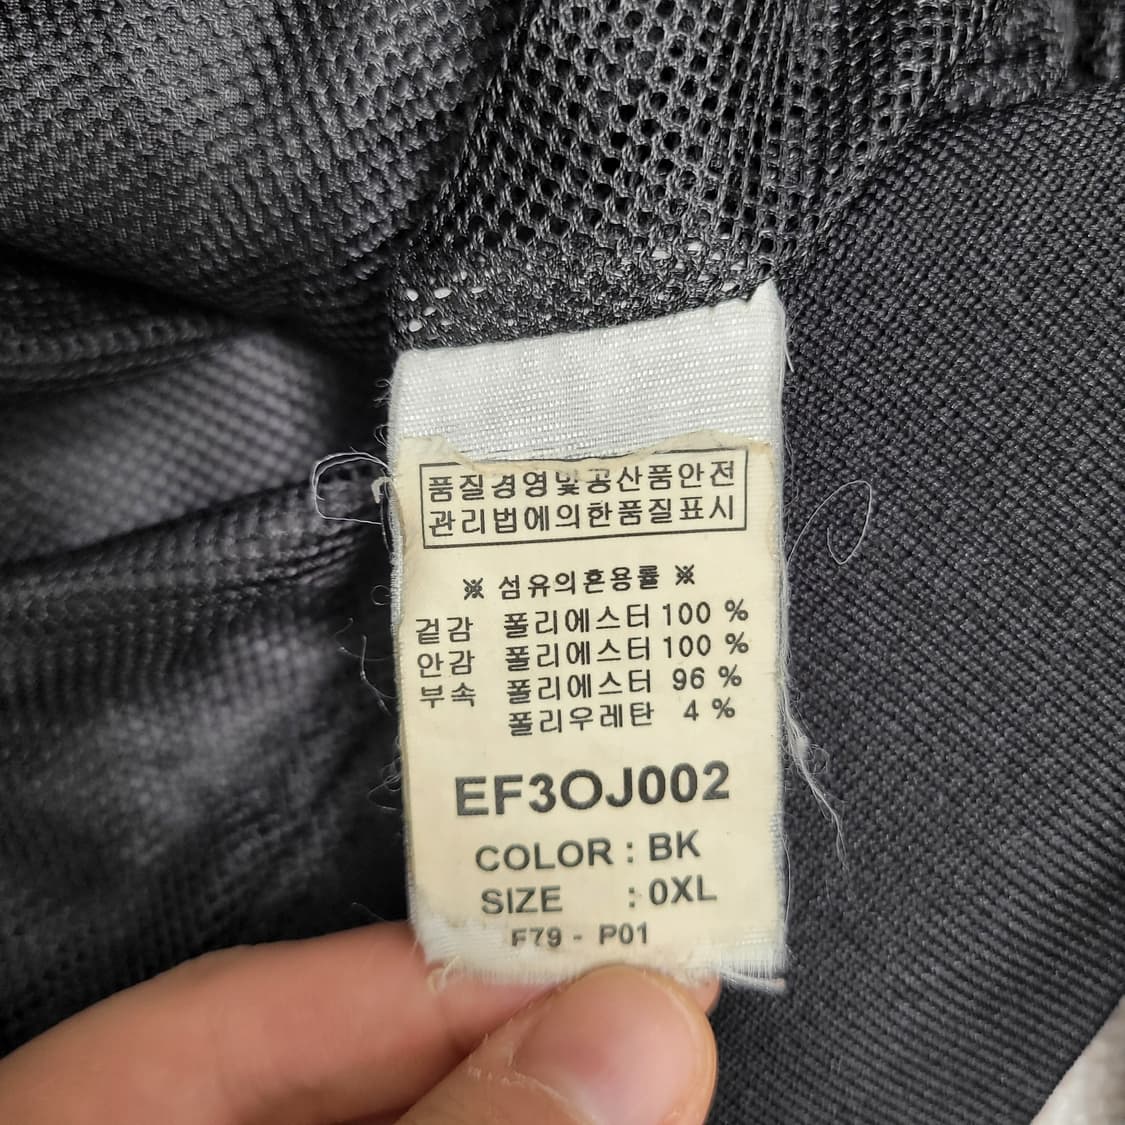 품질경영및공산품안전
관리법에의한품질표시
※ 섬유의혼용률 ※
겉감 폴리에스터 100 %
안감 폴리에스터 100 %
부속 폴리에스터 96 %
폴리우레탄 4 %
EF3OJ002
COLOR : BK
SIZE : 0XL
F79 - P01